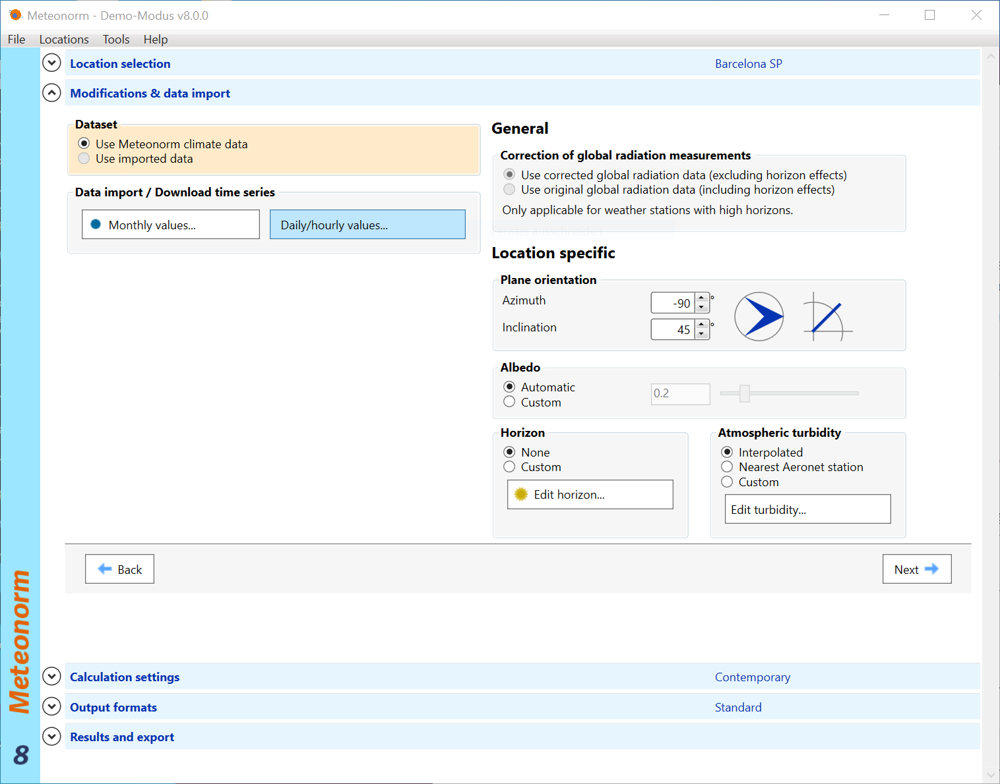 Meteonorm - Demo-Modus v8.0.0
File Locations Tools Help
Location selection Barcelona SP
Modifications & data import
Dataset
Use Meteonorm climate data
Use imported data
Data import / Download time series
Monthly values... Daily/hourly values...
General
Correction of global radiation measurements
Use corrected global radiation data (excluding horizon effects)
Use original global radiation data (including horizon effects)
Only applicable for weather stations with high horizons.
Location specific
Plane orientation
Azimuth -90 °
Inclination 45 °
Albedo
Automatic 0.2
Custom
Horizon
None
Custom
Edit horizon...
Atmospheric turbidity
Interpolated
Nearest Aeronet station
Custom
Edit turbidity...
Back Next
Calculation settings Contemporary
Output formats Standard
Results and export
Meteonorm 8